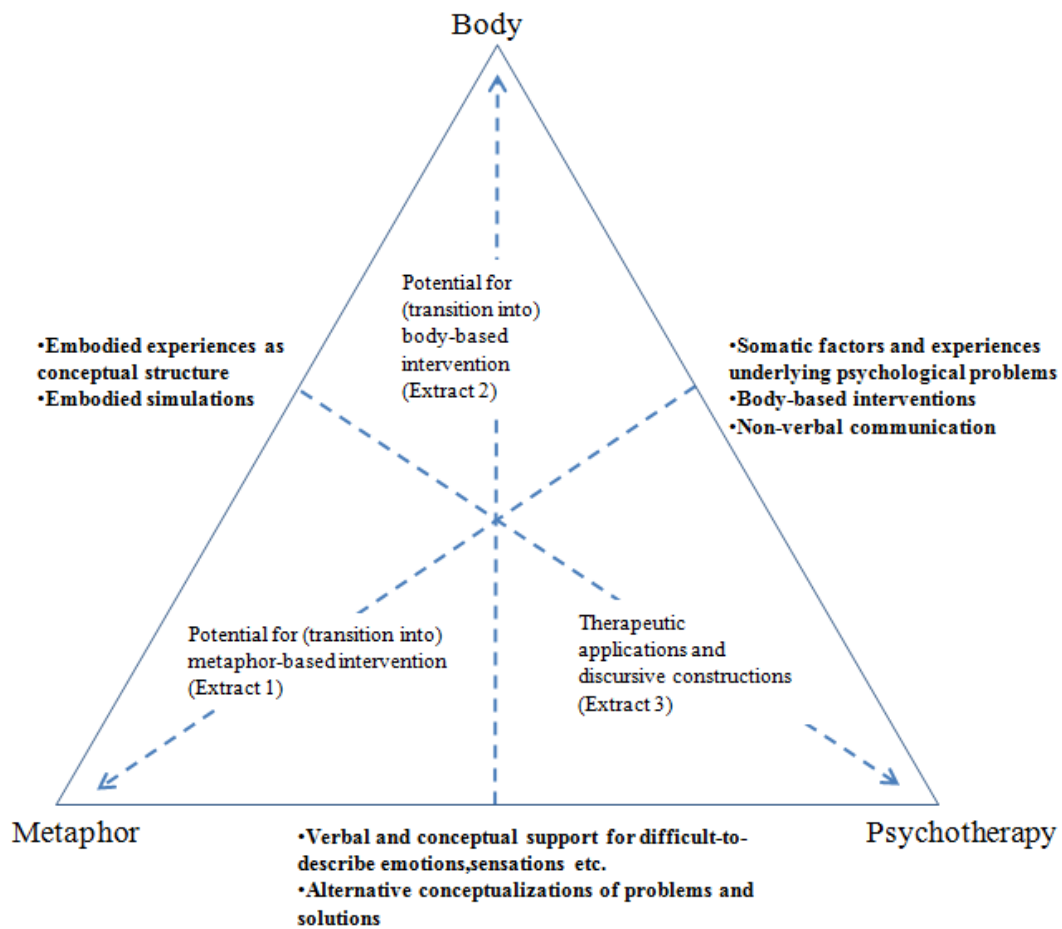 Body
Potential for
(transition into)
body-based
intervention
(Extract 2)
•Embodied experiences as
conceptual structure
•Embodied simulations
•Somatic factors and experiences
underlying psychological problems
•Body-based interventions
•Non-verbal communication
Potential for (transition into)
metaphor-based intervention
(Extract 1)
Therapeutic
applications and
discursive constructions
(Extract 3)
Metaphor
Psychotherapy
•Verbal and conceptual support for difficult-to-
describe emotions,sensations etc.
•Alternative conceptualizations of problems and
solutions